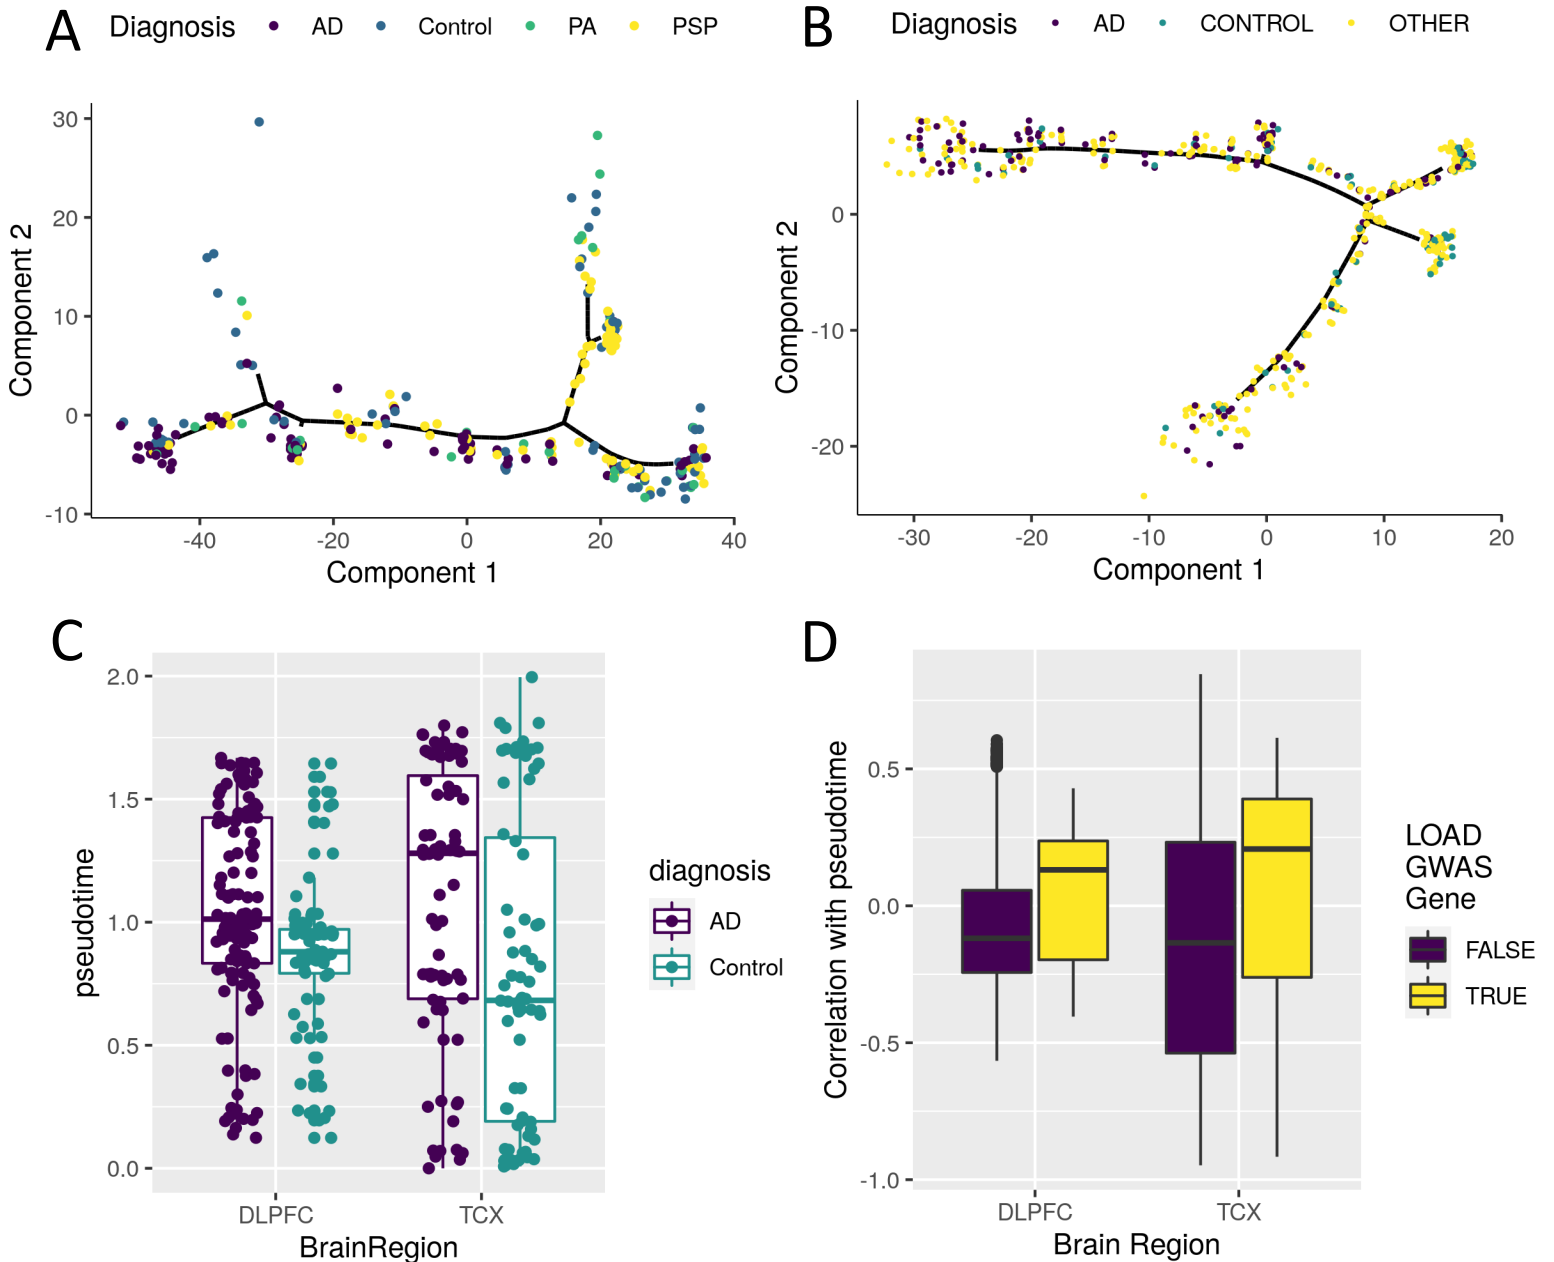 A
Diagnosis AD Control PA PSP
30
20
10
0
-10
-40 -20 0 20 40
Component 1
Component 2
B
Diagnosis AD CONTROL OTHER
0
-10
-20
-30 -20 -10 0 10 20
Component 1
Component 2
C
2.0
1.5
1.0
0.5
0.0
pseudotime
DLPFC TCX
BrainRegion
diagnosis
AD
Control
D
0.5
0.0
-0.5
-1.0
Correlation with pseudotime
DLPFC TCX
Brain Region
LOAD
GWAS
Gene
FALSE
TRUE